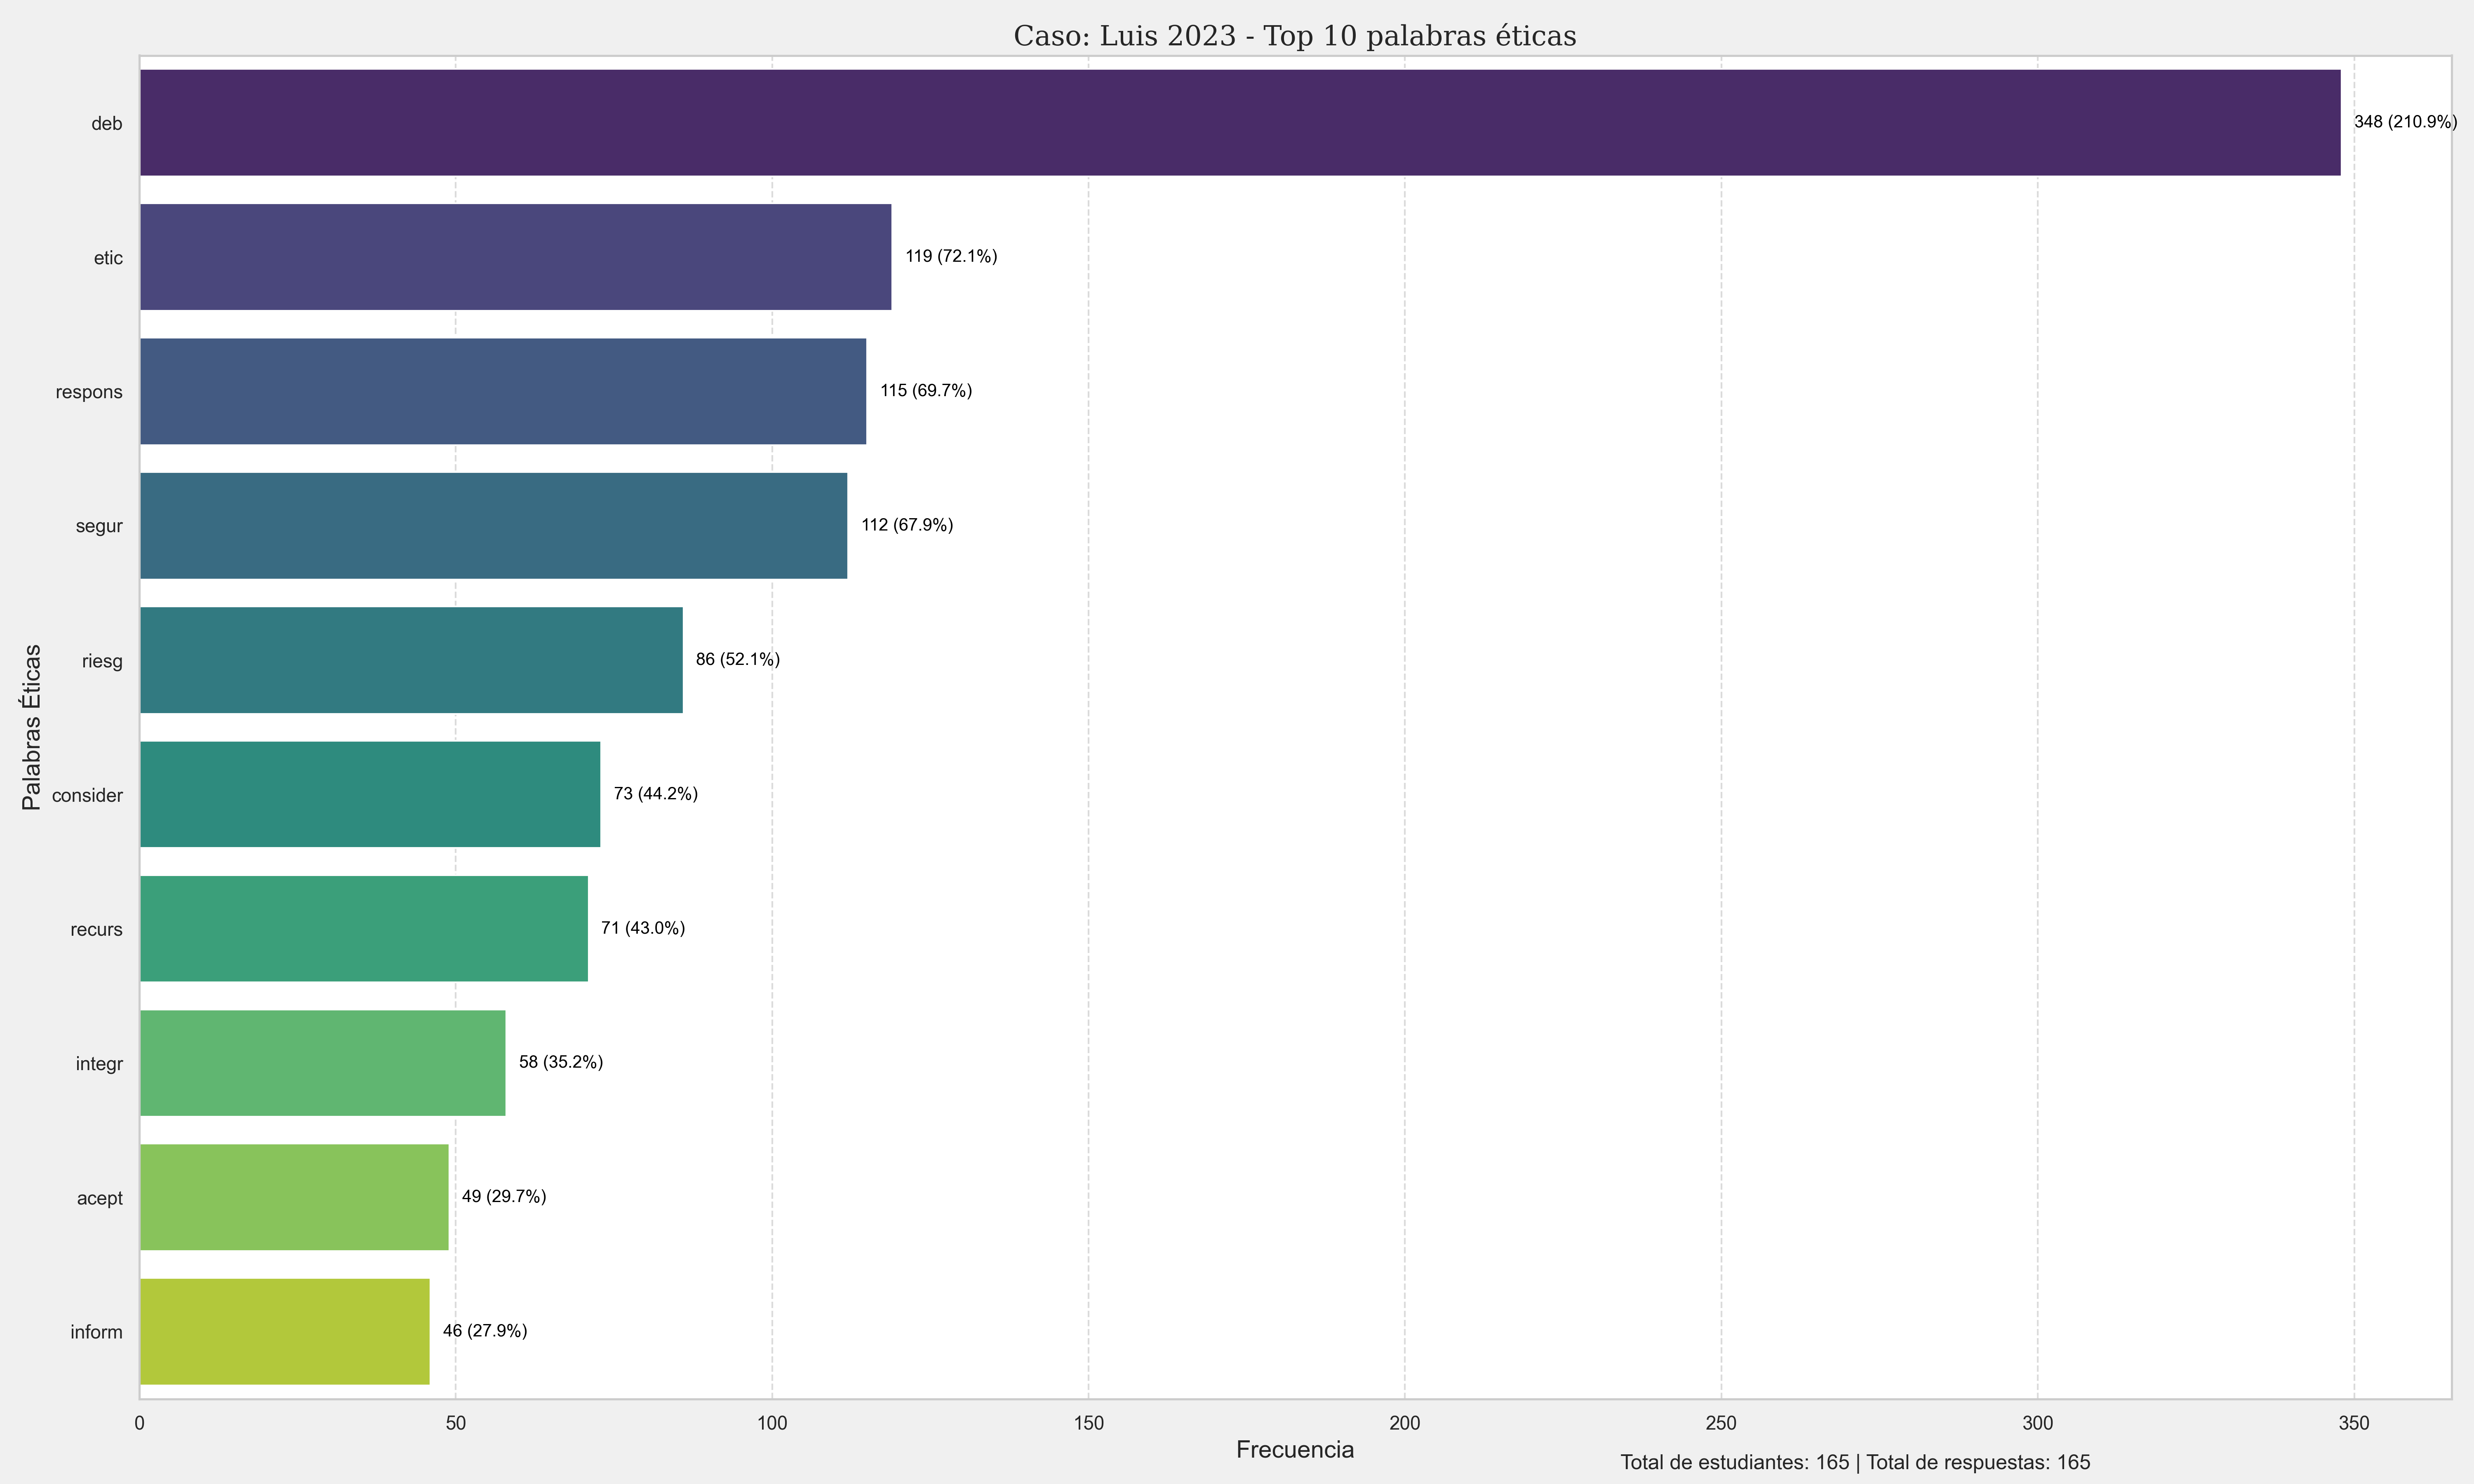 Caso: Luis 2023 - Top 10 palabras éticas
Palabras Éticas
deb 348 (210.9%)
etic 119 (72.1%)
respons 115 (69.7%)
segur 112 (67.9%)
riesg 86 (52.1%)
consider 73 (44.2%)
recurs 71 (43.0%)
integr 58 (35.2%)
acept 49 (29.7%)
inform 46 (27.9%)
0 50 100 150 200 250 300 350
Frecuencia
Total de estudiantes: 165 | Total de respuestas: 165